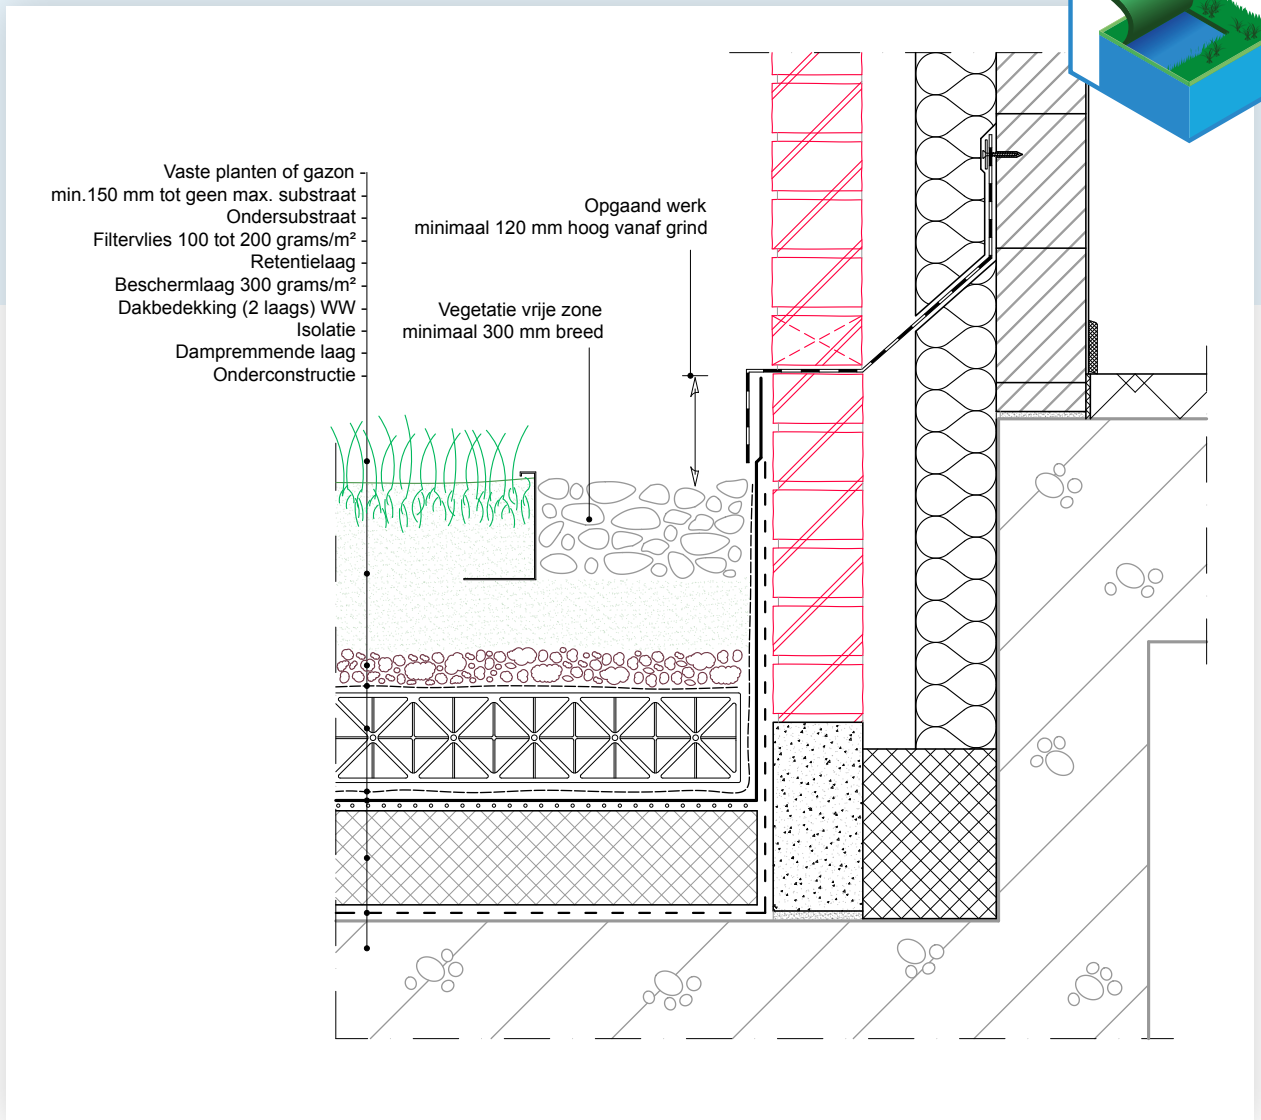 Vaste planten of gazon
min.150 mm tot geen max. substraat
Ondersubstraat
Filtervlies 100 tot 200 grams/m²
Retentielaag
Beschermlaag 300 grams/m²
Dakbedekking (2 laags) WW
Isolatie
Dampremmende laag
Onderconstructie
Opgaand werk
minimaal 120 mm hoog vanaf grind
Vegetatie vrije zone
minimaal 300 mm breed